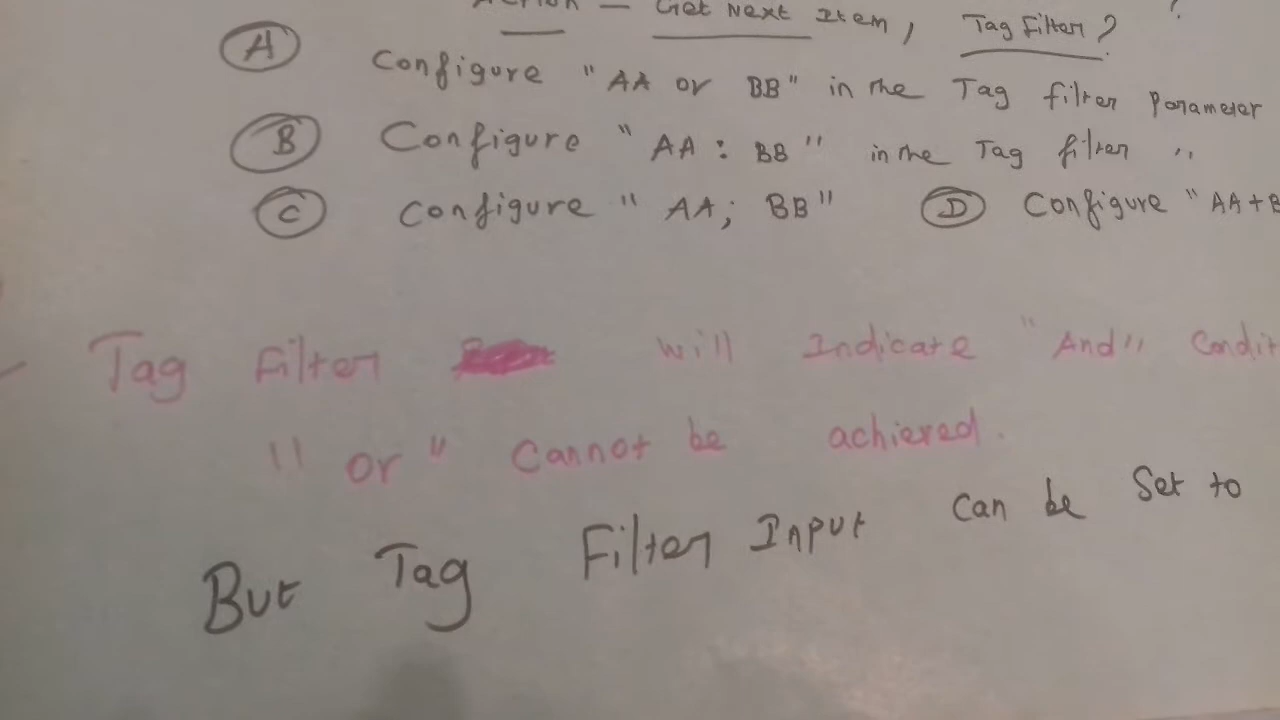 Action — Get Next Item, Tag Filter?
A Configure "AA or BB" in the Tag filter Parameter
B Configure "AA : BB" in the Tag filter "
C Configure "AA; BB" D Configure "AA+B
Tag Filter will Indicate "And" Condit
"or" cannot be achieved.
But Tag Filter Input can be Set to